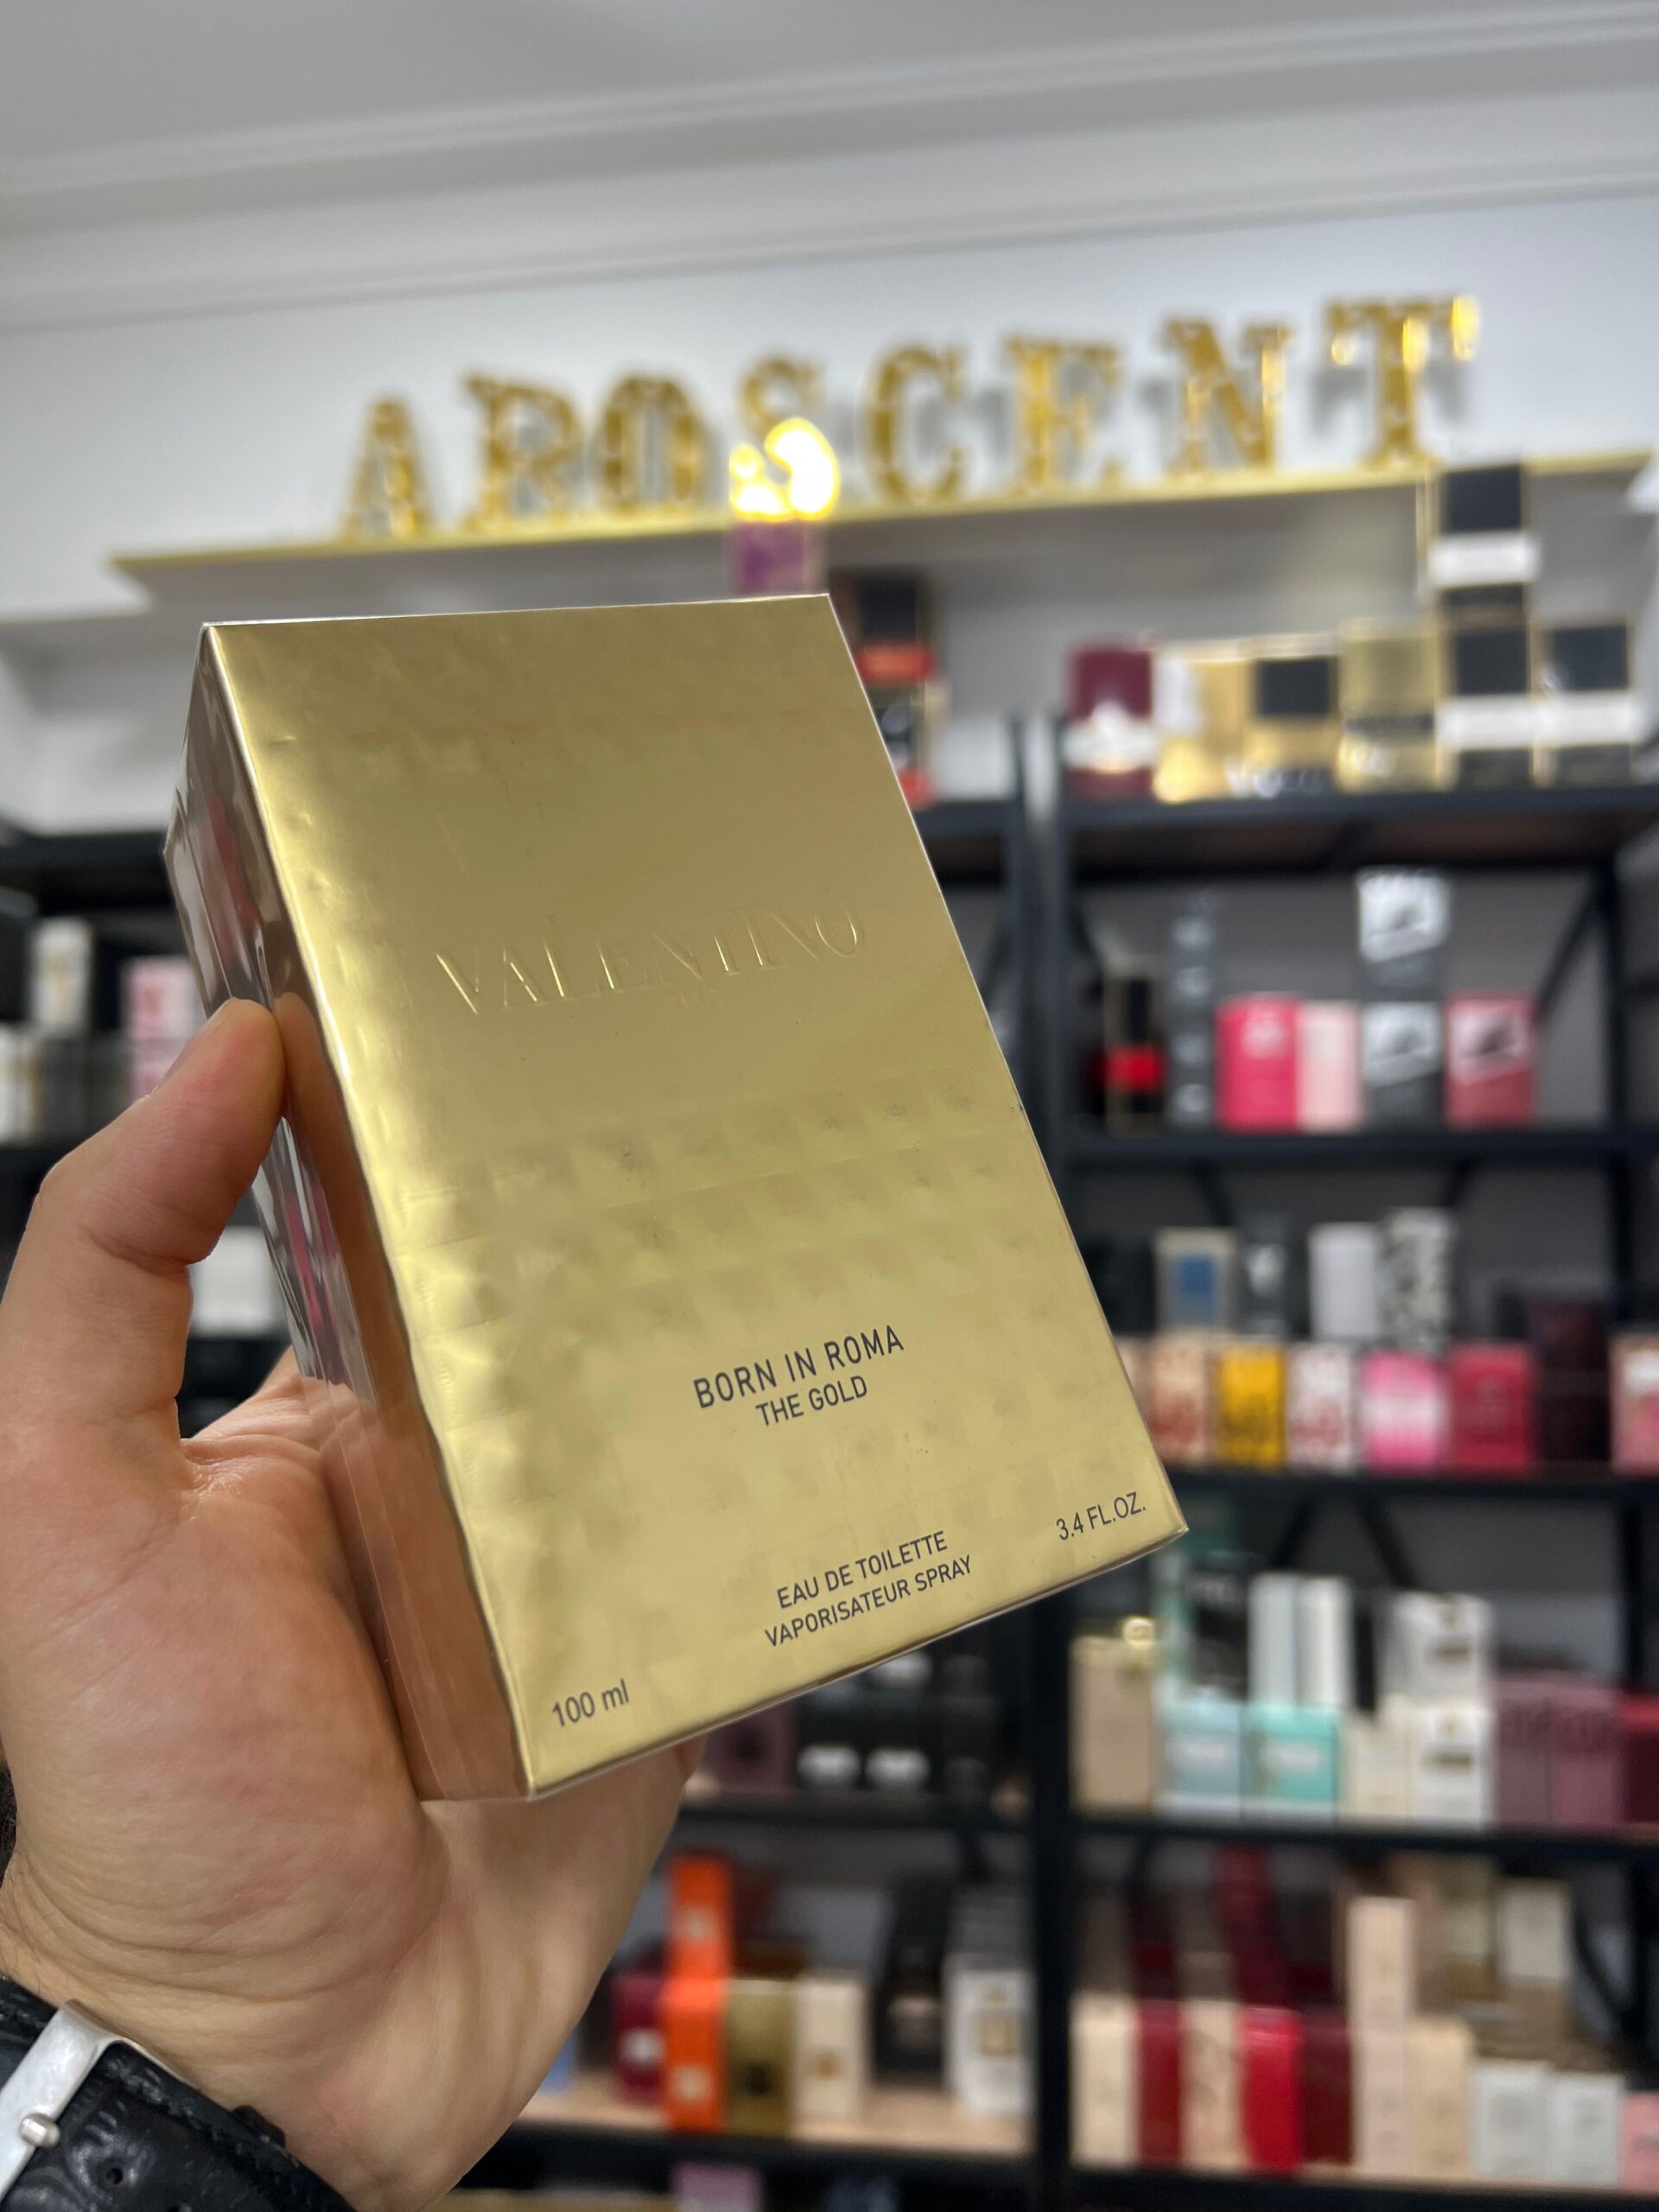 AROSCENT
VALENTINO
BORN IN ROMA
THE GOLD
EAU DE TOILETTE
VAPORISATEUR SPRAY
100 ml
3.4 FL.OZ.